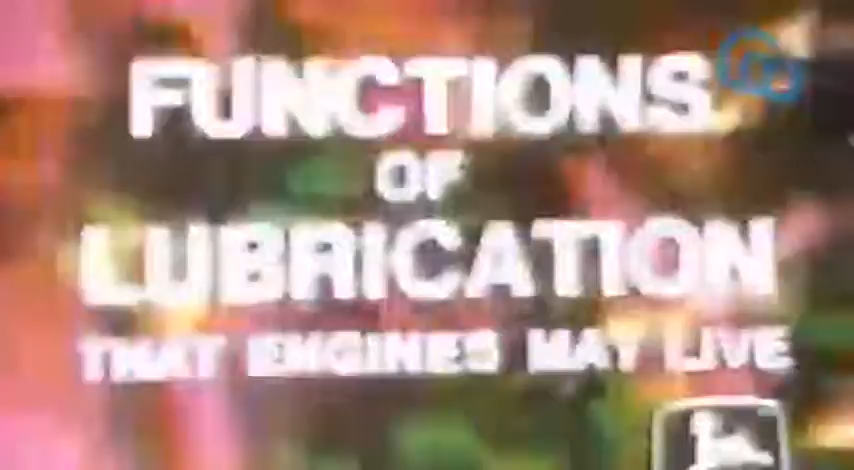 FUNCTIONS
OF
LUBRICATION
THAT ENGINES MAY LIVE